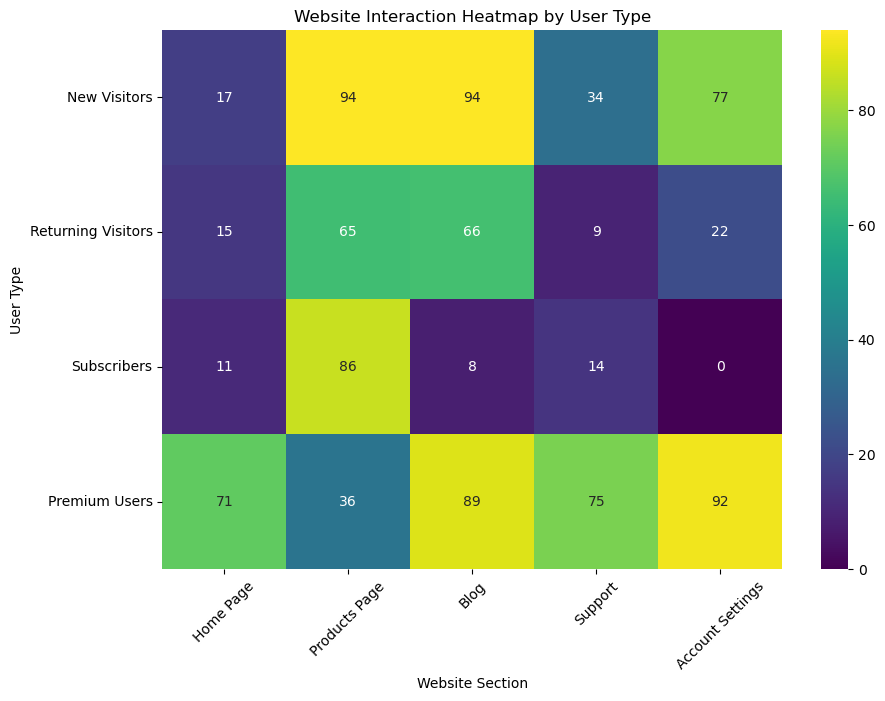 Website Interaction Heatmap by User Type
New Visitors 17 94 94 34 77
Returning Visitors 15 65 66 9 22
Subscribers 11 86 8 14 0
Premium Users 71 36 89 75 92
User Type
Home Page Products Page Blog Support Account Settings
Website Section
80
60
40
20
0